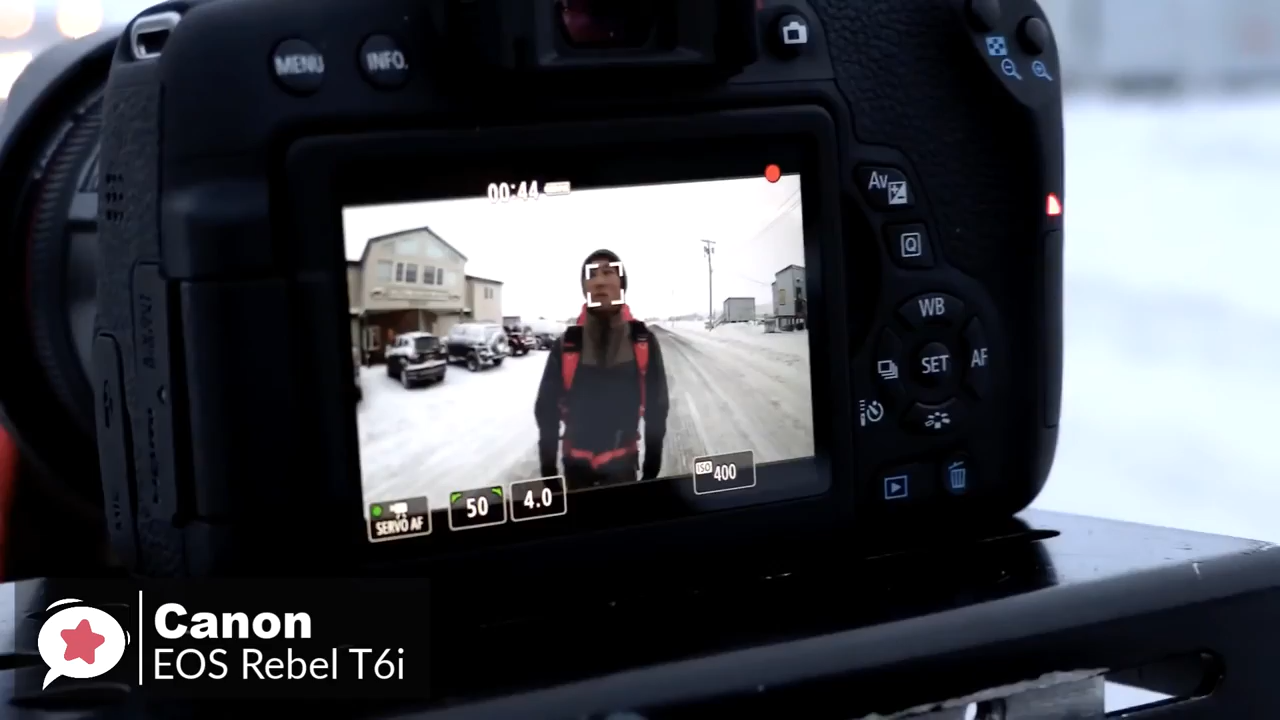 MENU
INFO.
00:44
Av
Q
WB
SET
AF
SERVO AF
50
4.0
ISO
400
Canon
EOS Rebel T6i